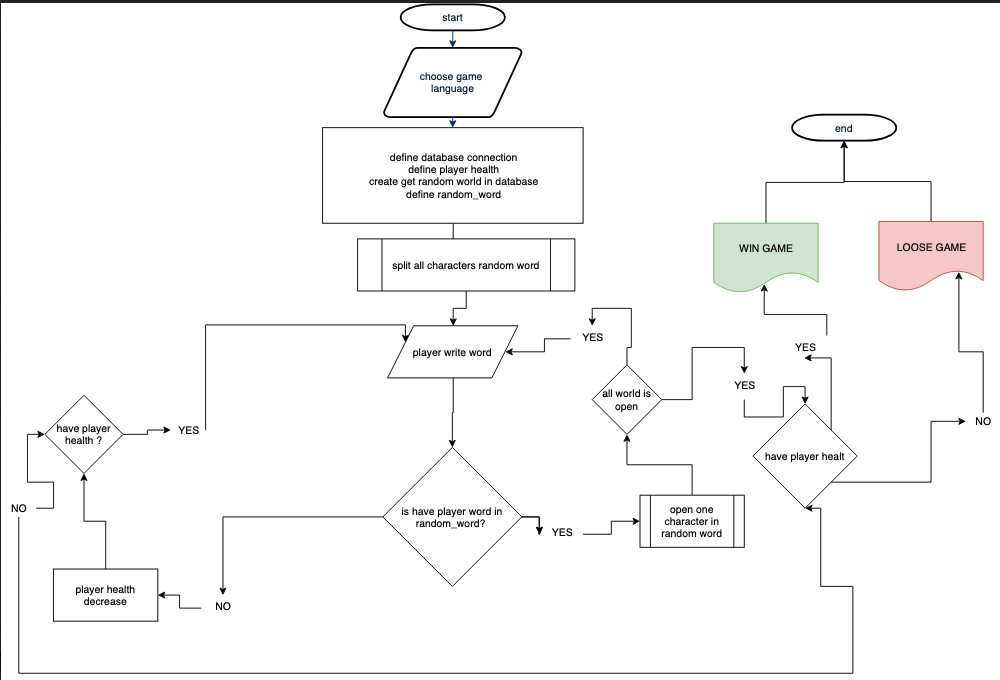 start
choose game
language
define database connection
define player health
create get random world in database
define random_word
split all characters random word
end
WIN GAME
LOOSE GAME
player write word
YES
YES
all world is
open
YES
NO
have player
health ?
YES
have player healt
NO
is have player word in
random_word?
YES
open one
character in
random word
player health
decrease
NO